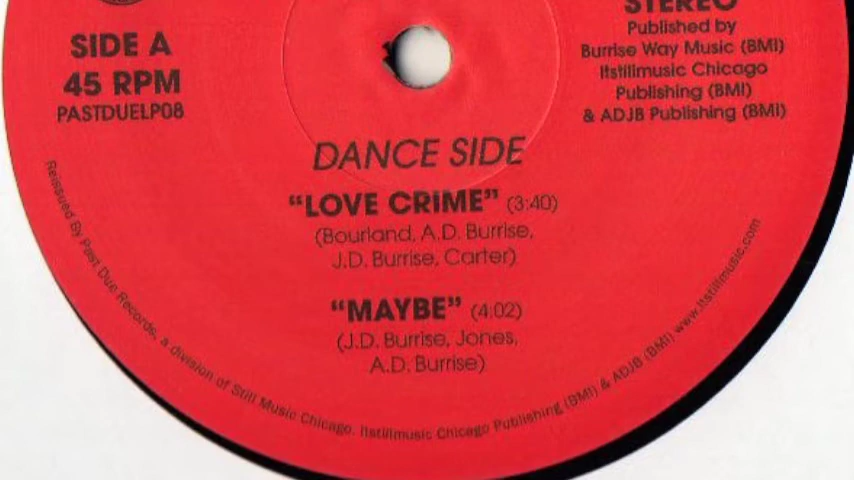 SIDE A
45 RPM
PASTDUELP08
STEREO
Published by
Burrise Way Music (BMI)
Itstillmusic Chicago
Publishing (BMI)
& ADJB Publishing (BMI)
DANCE SIDE
“LOVE CRIME” (3:40)
(Bourland, A.D. Burrise,
J.D. Burrise, Carter)
“MAYBE” (4:02)
(J.D. Burrise, Jones,
A.D. Burrise)
Reissued By Past Due Records, a division of Still Music Chicago. Itstillmusic Chicago Publishing (BMI) & ADJB (BMI) www.itstillmusic.com